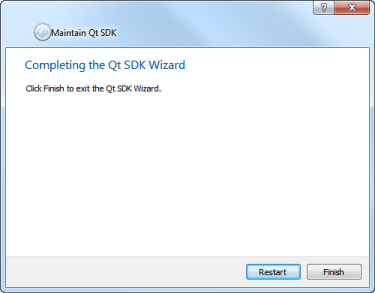 Maintain Qt SDK
Completing the Qt SDK Wizard
Click Finish to exit the Qt SDK Wizard.
Restart
Finish